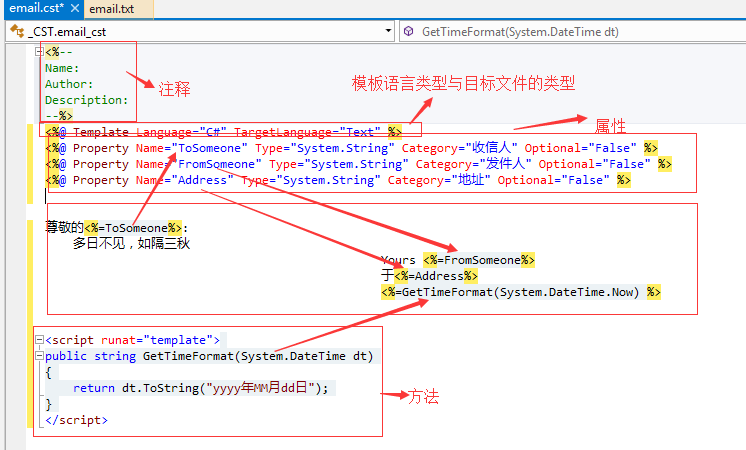 email.cst* email.txt
_CST.email_cst GetTimeFormat(System.DateTime dt)
<%--
Name:
Author: 注释
Description: 模板语言类型与目标文件的类型
--%>
<%@ Template Language="C#" TargetLanguage="Text" %> 属性
<%@ Property Name="ToSomeone" Type="System.String" Category="收信人" Optional="False" %>
<%@ Property Name="FromSomeone" Type="System.String" Category="发件人" Optional="False" %>
<%@ Property Name="Address" Type="System.String" Category="地址" Optional="False" %>
尊敬的<%=ToSomeone%>:
多日不见，如隔三秋
Yours <%=FromSomeone%>
于<%=Address%>
<%=GetTimeFormat(System.DateTime.Now) %>
<script runat="template">
public string GetTimeFormat(System.DateTime dt)
{
return dt.ToString("yyyy年MM月dd日"); 方法
}
</script>